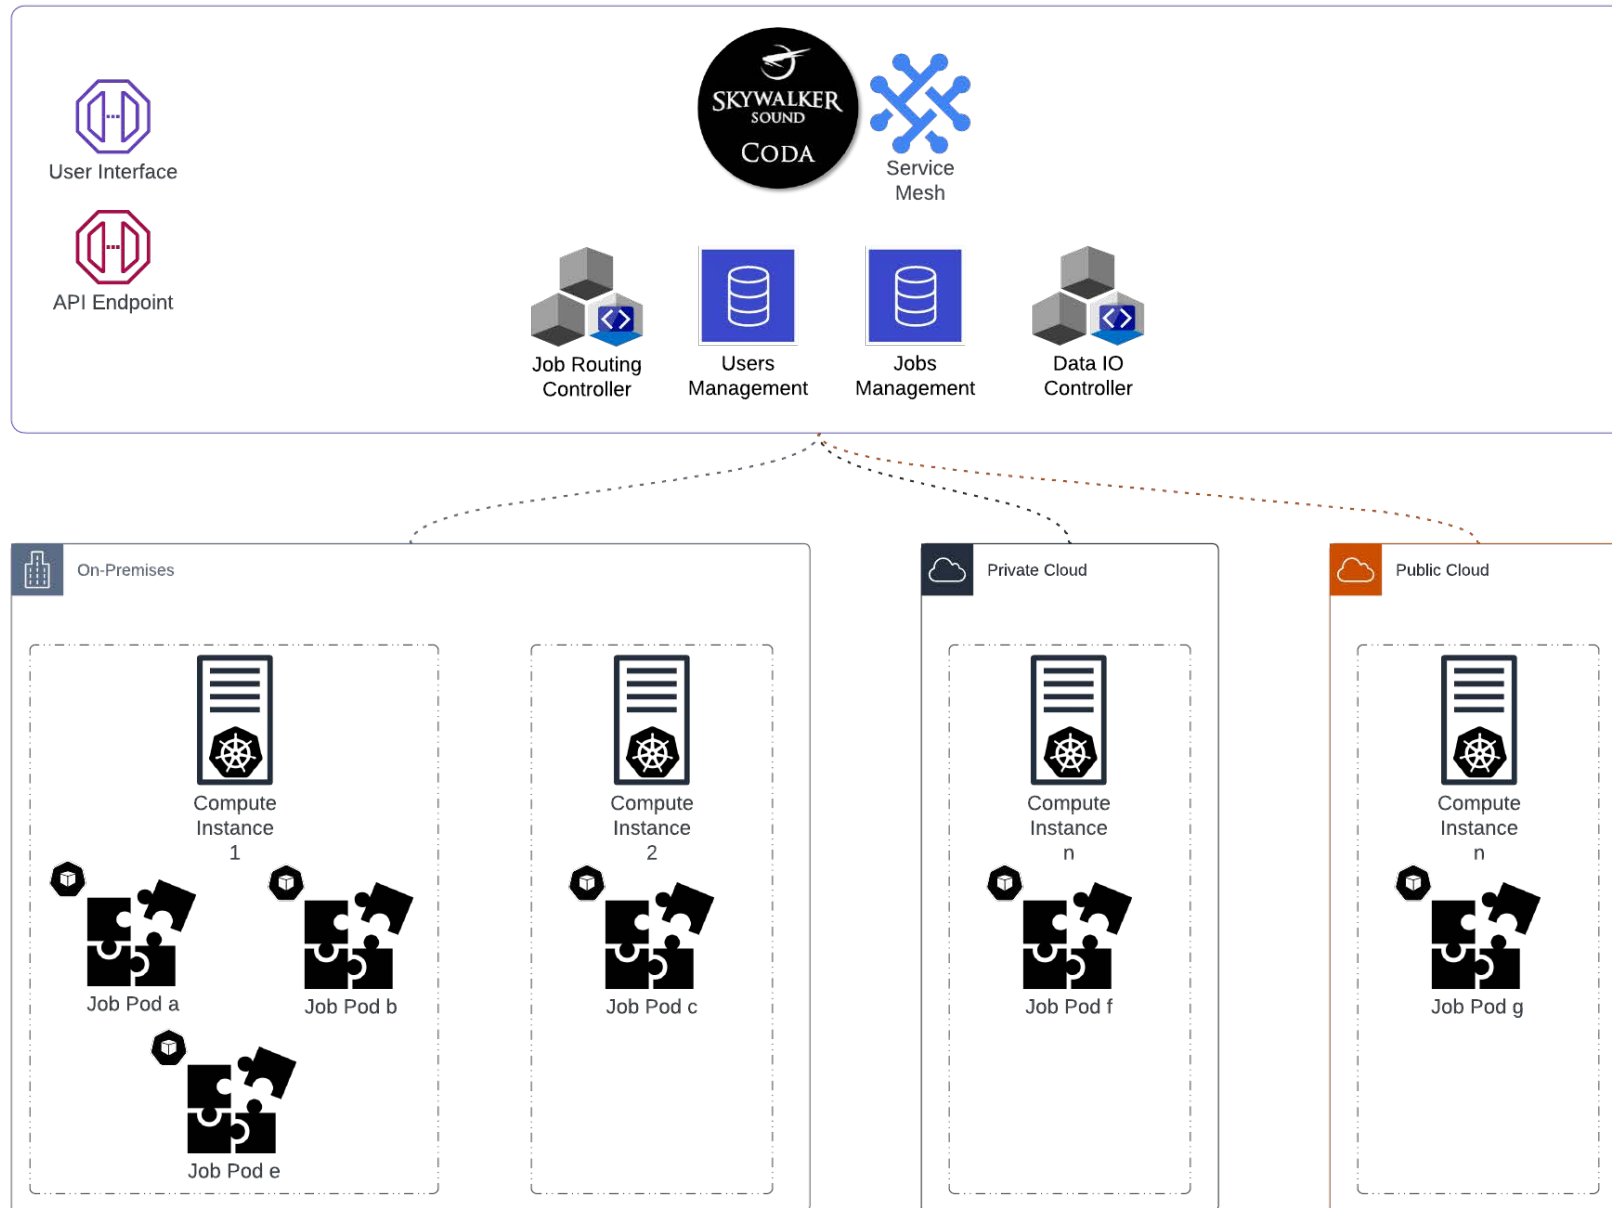 SKYWALKER
SOUND
CODA
Service
Mesh
User Interface
API Endpoint
Job Routing
Controller
Users
Management
Jobs
Management
Data IO
Controller
On-Premises
Private Cloud
Public Cloud
Compute
Instance
1
Compute
Instance
2
Compute
Instance
n
Compute
Instance
n
Job Pod a
Job Pod b
Job Pod c
Job Pod f
Job Pod g
Job Pod e